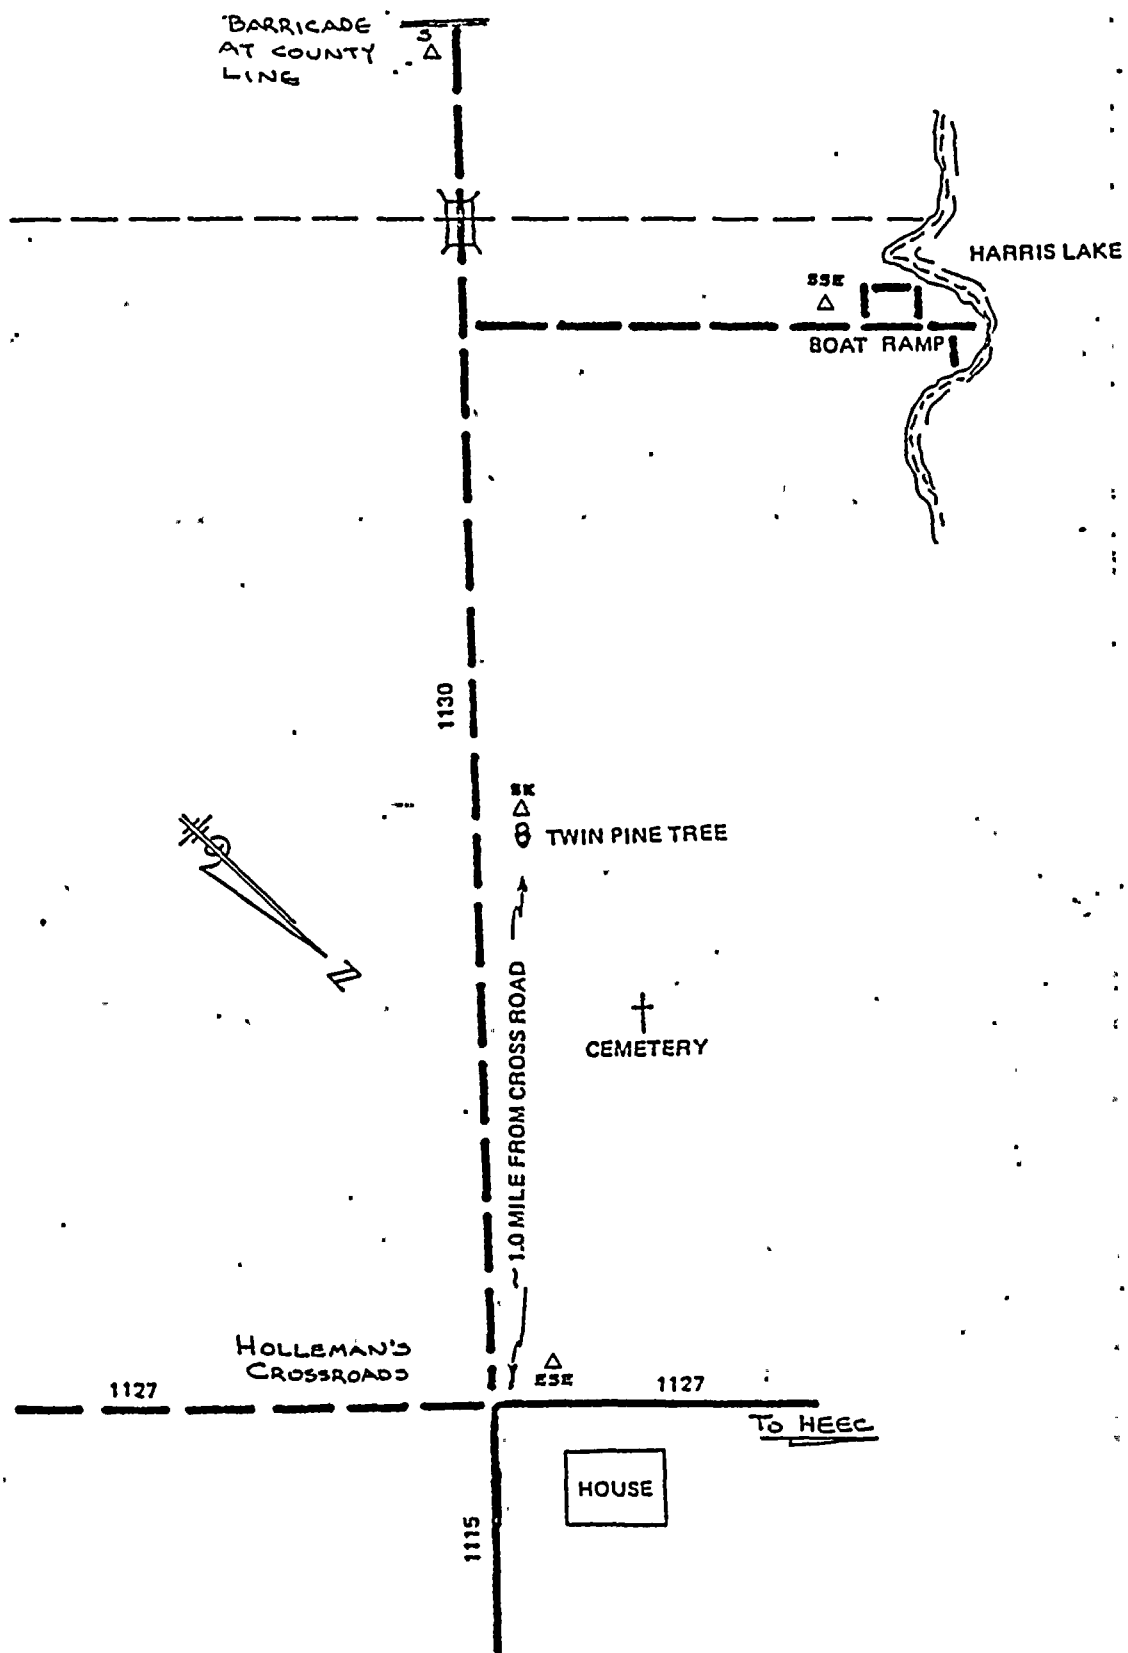 BARRICADE
AT COUNTY
LINE
S
HARRIS LAKE
SSE
BOAT RAMP
1130
SK
TWIN PINE TREE
N
~ 1.0 MILE FROM CROSS ROAD
CEMETERY
HOLLEMAN'S
CROSSROADS
ESE
1127
1127
TO HEEC
HOUSE
1115